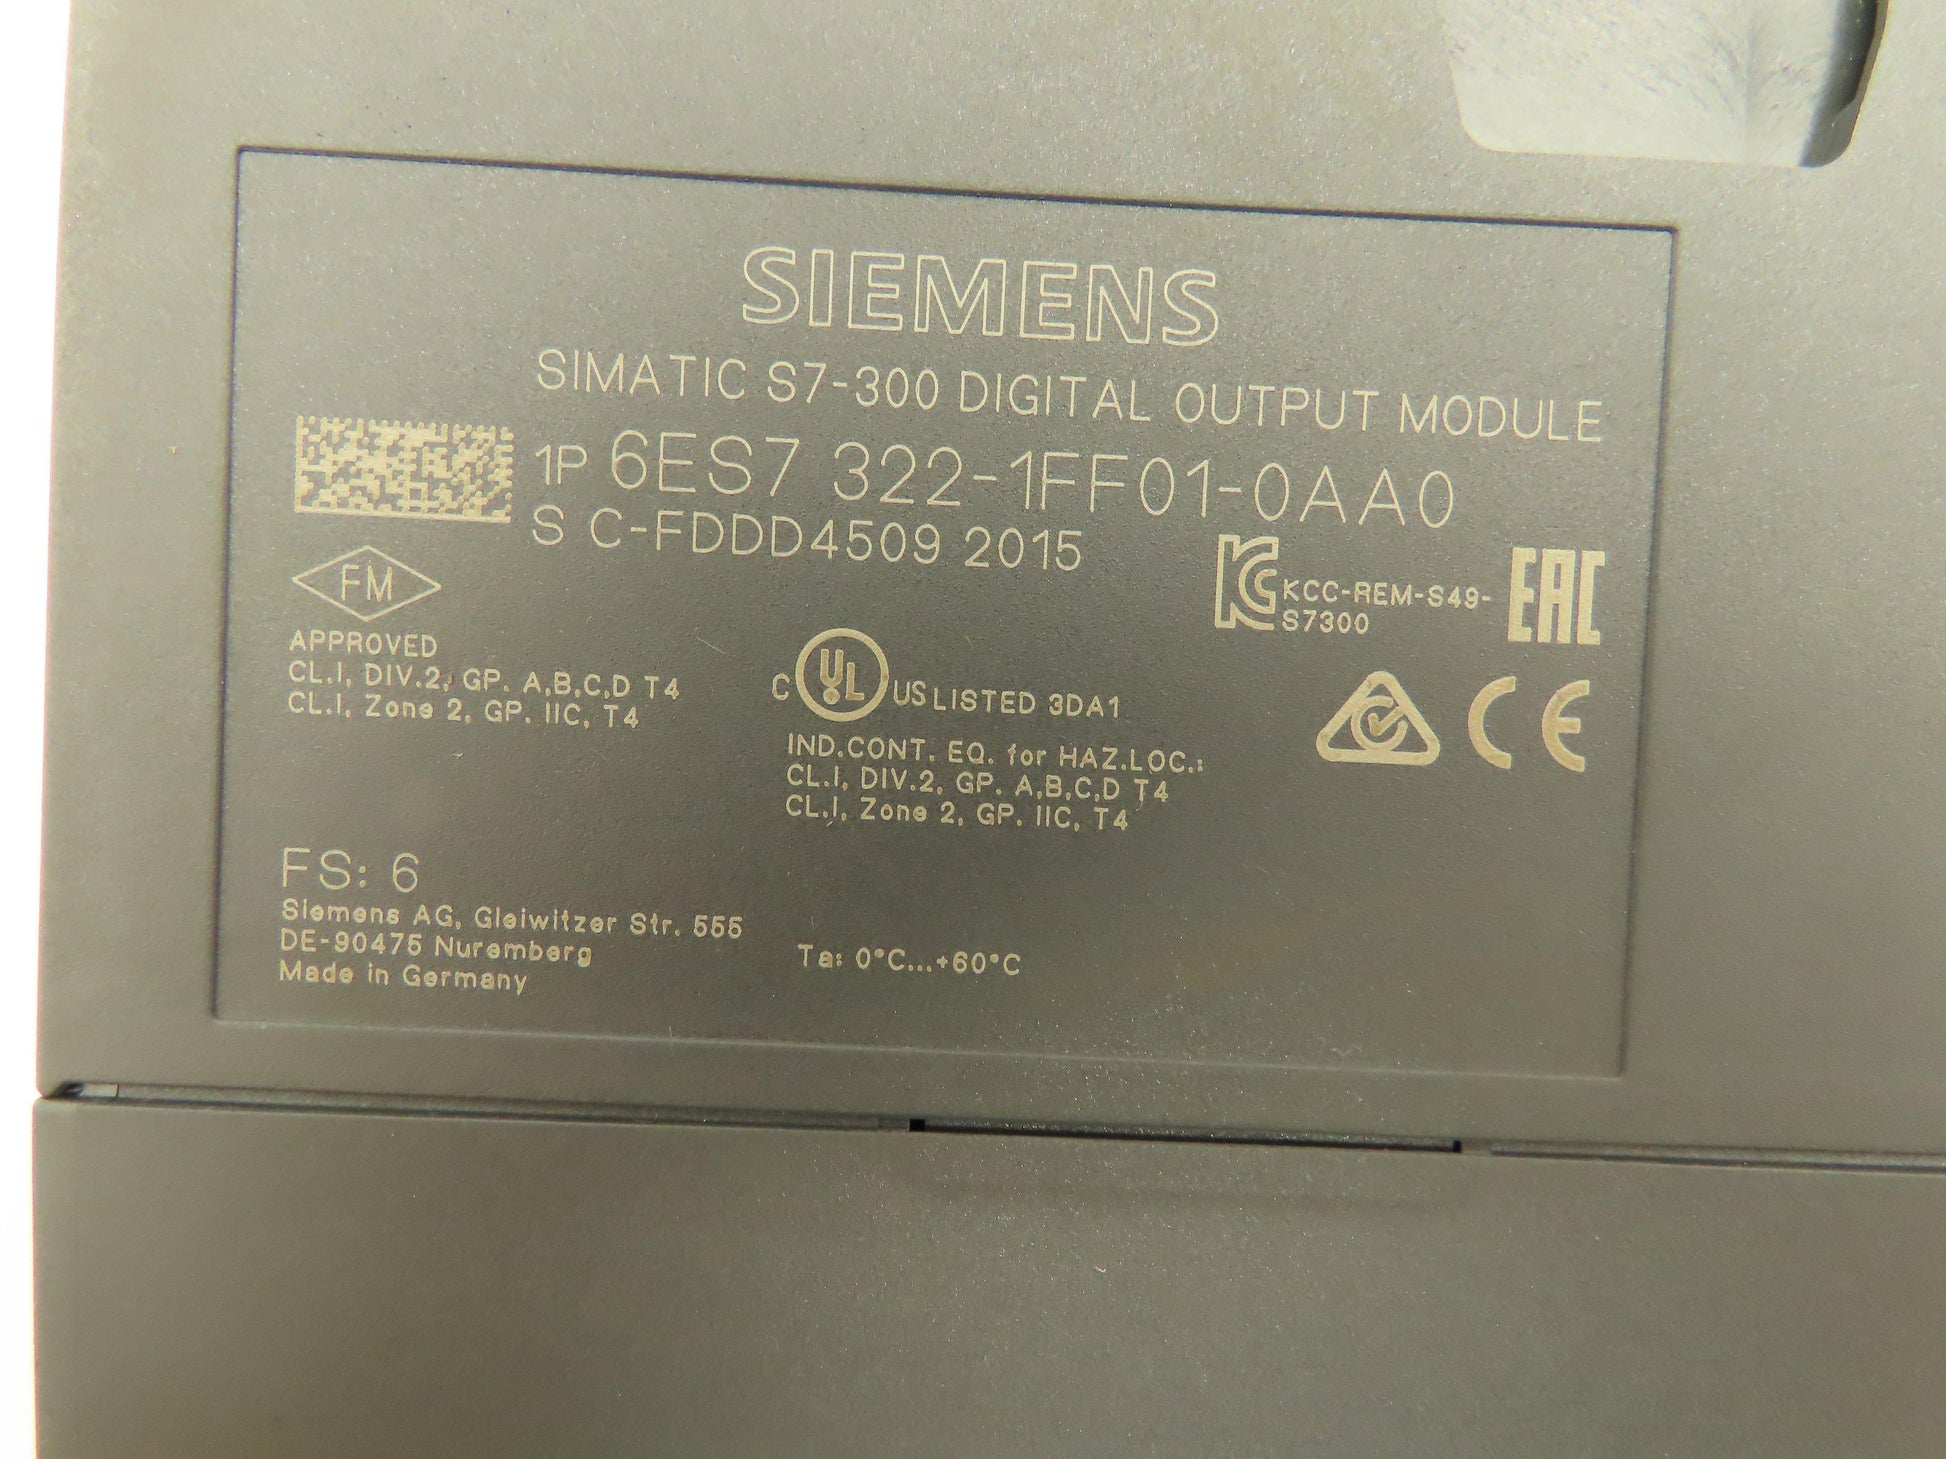 SIEMENS
SIMATIC S7-300 DIGITAL OUTPUT MODULE
1P 6ES7 322-1FF01-0AA0
S C-FDDD4509 2015
FM
APPROVED
CL.I, DIV.2, GP. A,B,C,D T4
CL.I, Zone 2, GP. IIC, T4
KC KCC-REM-S49-
S7300
EAC
C UL US LISTED 3DA1
IND.CONT. EQ. for HAZ.LOC.:
CL.I, DIV.2, GP. A,B,C,D T4
CL.I, Zone 2, GP. IIC, T4
CE
FS: 6
Siemens AG, Gleiwitzer Str. 555
DE-90475 Nuremberg
Made in Germany
Ta: 0°C...+60°C